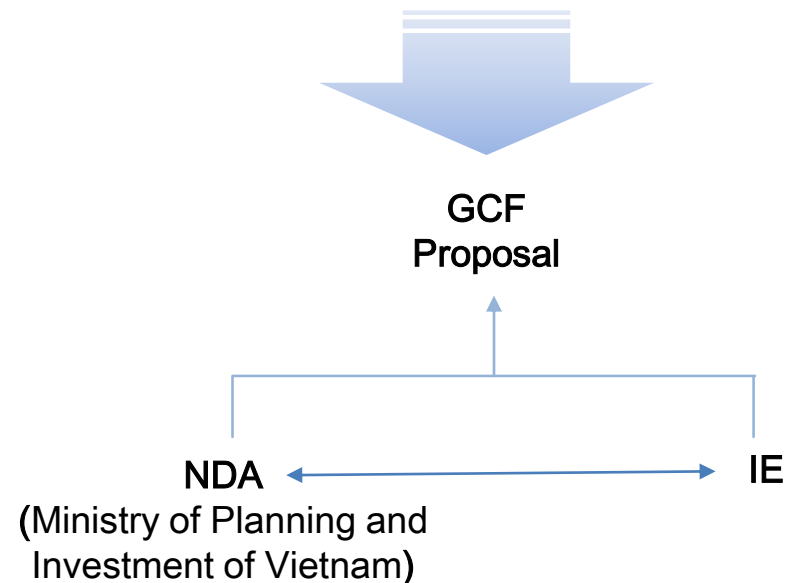 GCF
Proposal
NDA
IE
(Ministry of Planning and
Investment of Vietnam)